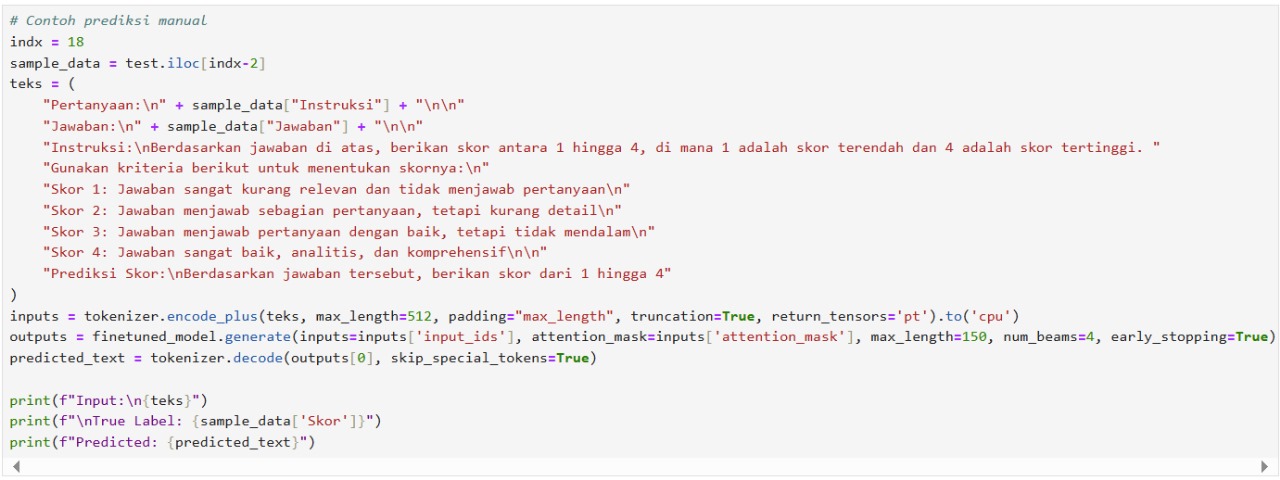 # Contoh prediksi manual
indx = 18
sample_data = test.iloc[indx-2]
teks = (
    "Pertanyaan:\n" + sample_data["Instruksi"] + "\n\n"
    "Jawaban:\n" + sample_data["Jawaban"] + "\n\n"
    "Instruksi:\nBerdasarkan jawaban di atas, berikan skor antara 1 hingga 4, di mana 1 adalah skor terendah dan 4 adalah skor tertinggi. "
    "Gunakan kriteria berikut untuk menentukan skornya:\n"
    "Skor 1: Jawaban sangat kurang relevan dan tidak menjawab pertanyaan\n"
    "Skor 2: Jawaban menjawab sebagian pertanyaan, tetapi kurang detail\n"
    "Skor 3: Jawaban menjawab pertanyaan dengan baik, tetapi tidak mendalam\n"
    "Skor 4: Jawaban sangat baik, analitis, dan komprehensif\n\n"
    "Prediksi Skor:\nBerdasarkan jawaban tersebut, berikan skor dari 1 hingga 4"
)
inputs = tokenizer.encode_plus(teks, max_length=512, padding="max_length", truncation=True, return_tensors='pt').to('cpu')
outputs = finetuned_model.generate(inputs=inputs['input_ids'], attention_mask=inputs['attention_mask'], max_length=150, num_beams=4, early_stopping=True)
predicted_text = tokenizer.decode(outputs[0], skip_special_tokens=True)

print(f"Input:\n{teks}")
print(f"\nTrue Label: {sample_data['Skor']}")
print(f"Predicted: {predicted_text}")